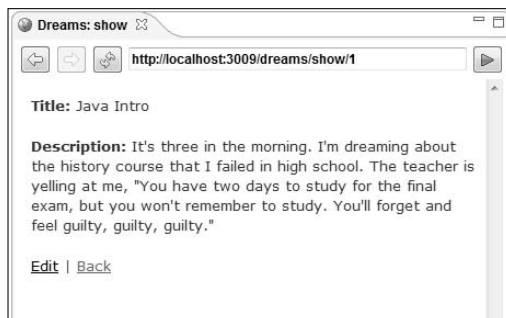 Dreams: show
http://localhost:3009/dreams/show/1
Title: Java Intro
Description: It's three in the morning. I'm dreaming about
the history course that I failed in high school. The teacher is
yelling at me, "You have two days to study for the final
exam, but you won't remember to study. You'll forget and
feel guilty, guilty, guilty."
Edit | Back